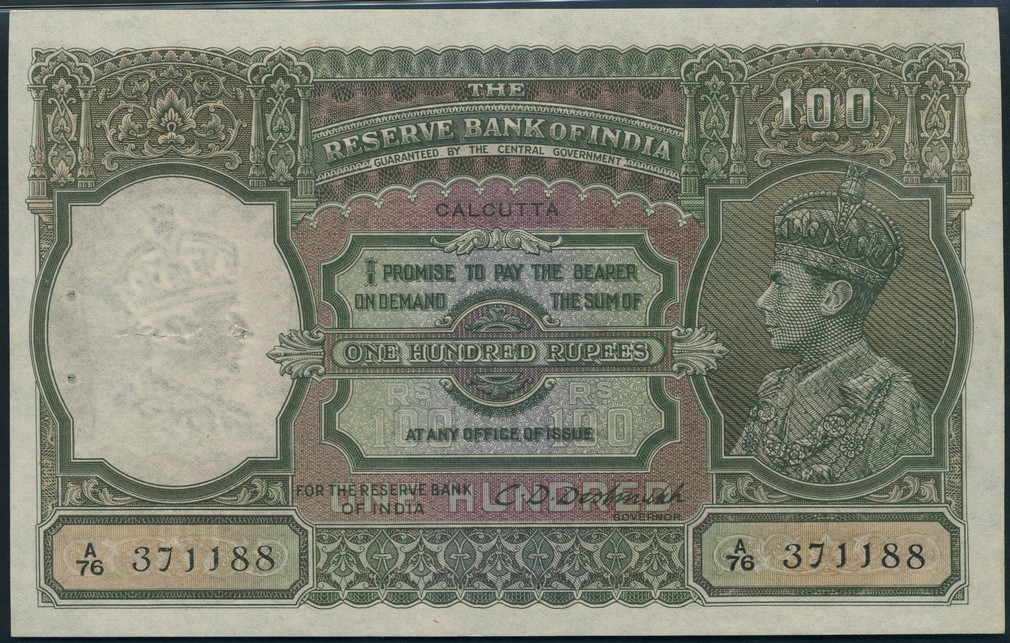 THE
RESERVE BANK OF INDIA
GUARANTEED BY THE CENTRAL GOVERNMENT
100
CALCUTTA
I PROMISE TO PAY THE BEARER
ON DEMAND THE SUM OF
ONE HUNDRED RUPEES
RS RS
100 100
AT ANY OFFICE OF ISSUE
HUNDRED
FOR THE RESERVE BANK
OF INDIA
C. D. Deshmukh
GOVERNOR
A/76 371188
A/76 371188